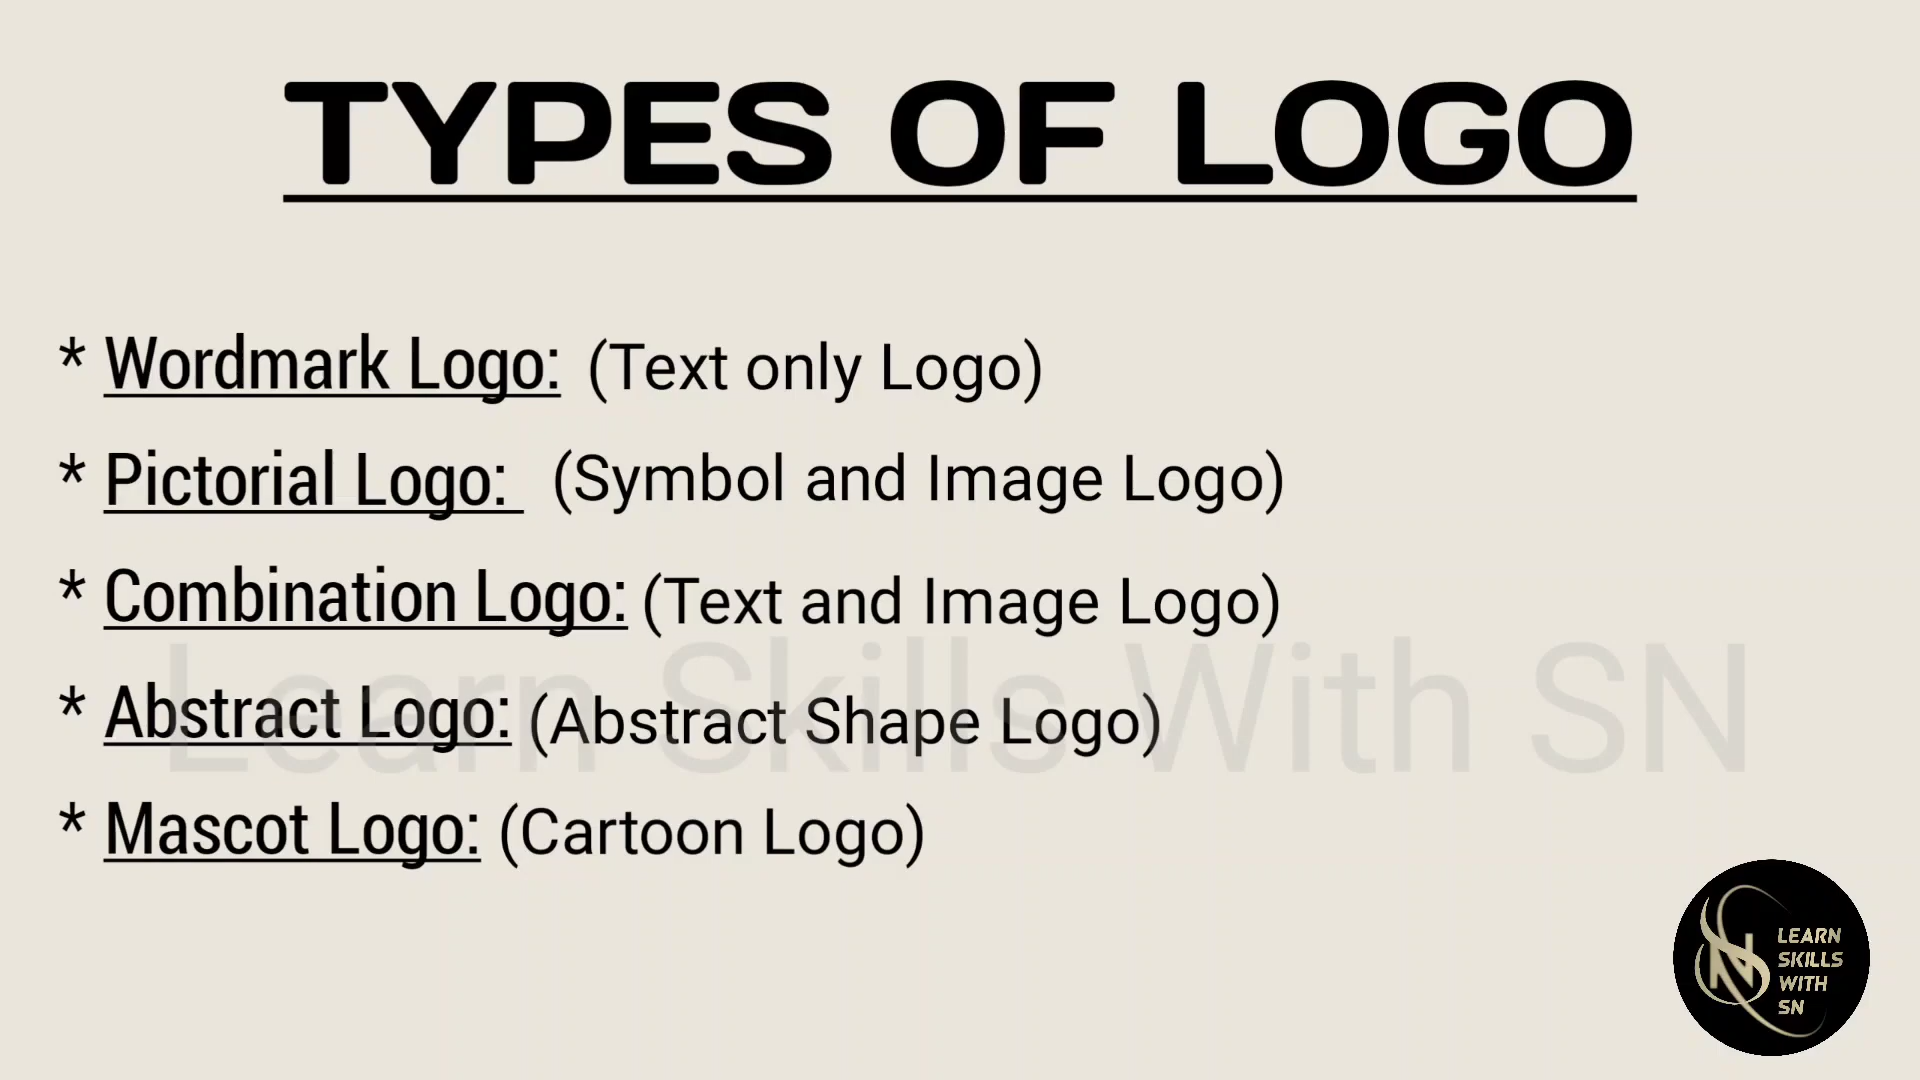 TYPES OF LOGO
* Wordmark Logo: (Text only Logo)
* Pictorial Logo: (Symbol and Image Logo)
* Combination Logo: (Text and Image Logo)
Learn Skills With SN
* Abstract Logo: (Abstract Shape Logo)
* Mascot Logo: (Cartoon Logo)
SN
LEARN
SKILLS
WITH
SN